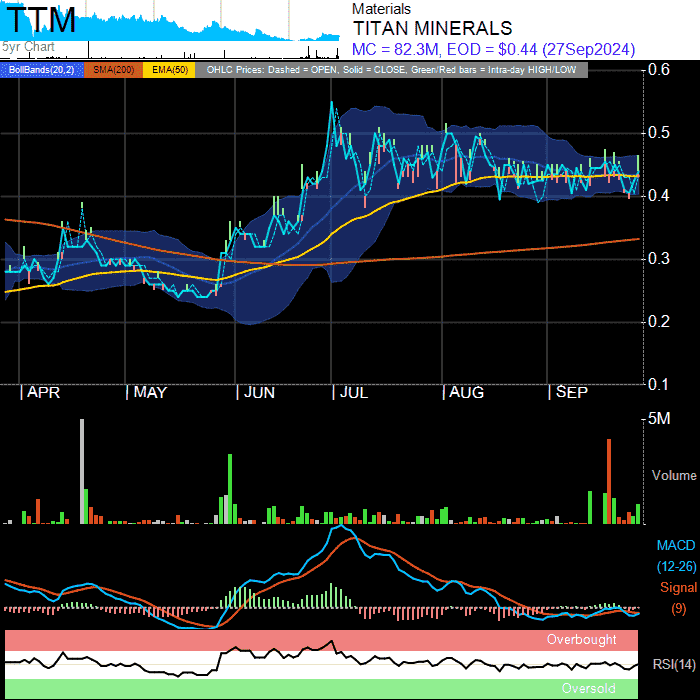 TTM
5yr Chart
Materials
TITAN MINERALS
MC = 82.3M, EOD = $0.44 (27Sep2024)
BollBands(20,2) SMA(200) EMA(50) OHLC Prices: Dashed = OPEN, Solid = CLOSE, Green/Red bars = Intra-day HIGH/LOW
0.6
0.5
0.4
0.3
0.2
0.1
APR MAY JUN JUL AUG SEP
5M
Volume
MACD
(12-26)
Signal
(9)
Overbought
RSI(14)
Oversold